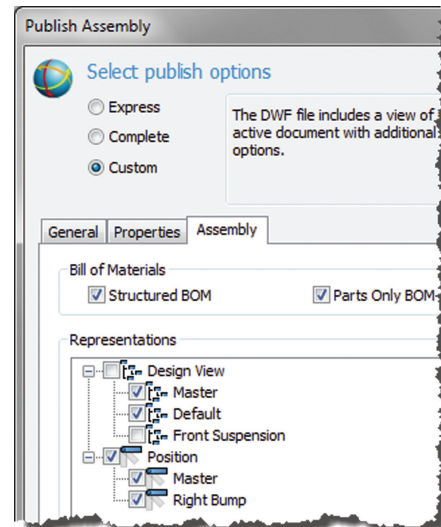 Publish Assembly
Select publish options
Express
Complete
Custom
The DWF file includes a view of
active document with additional
options.
General Properties Assembly
Bill of Materials
Structured BOM Parts Only BOM
Representations
Design View
Master
Default
Front Suspension
Position
Master
Right Bump